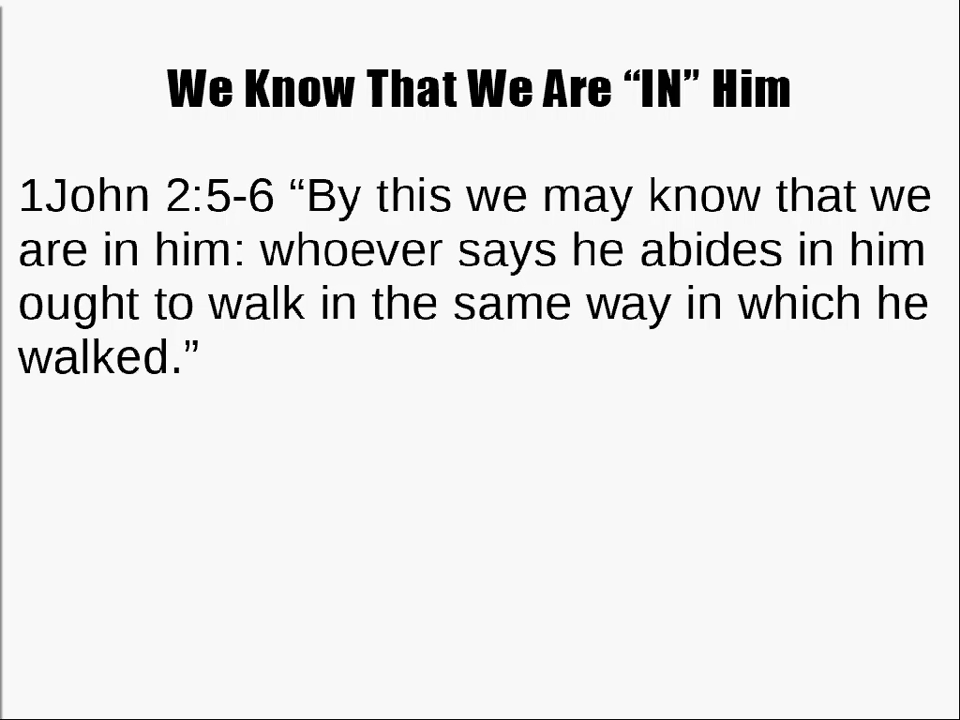 We Know That We Are “IN” Him
1John 2:5-6 “By this we may know that we
are in him: whoever says he abides in him
ought to walk in the same way in which he
walked.”